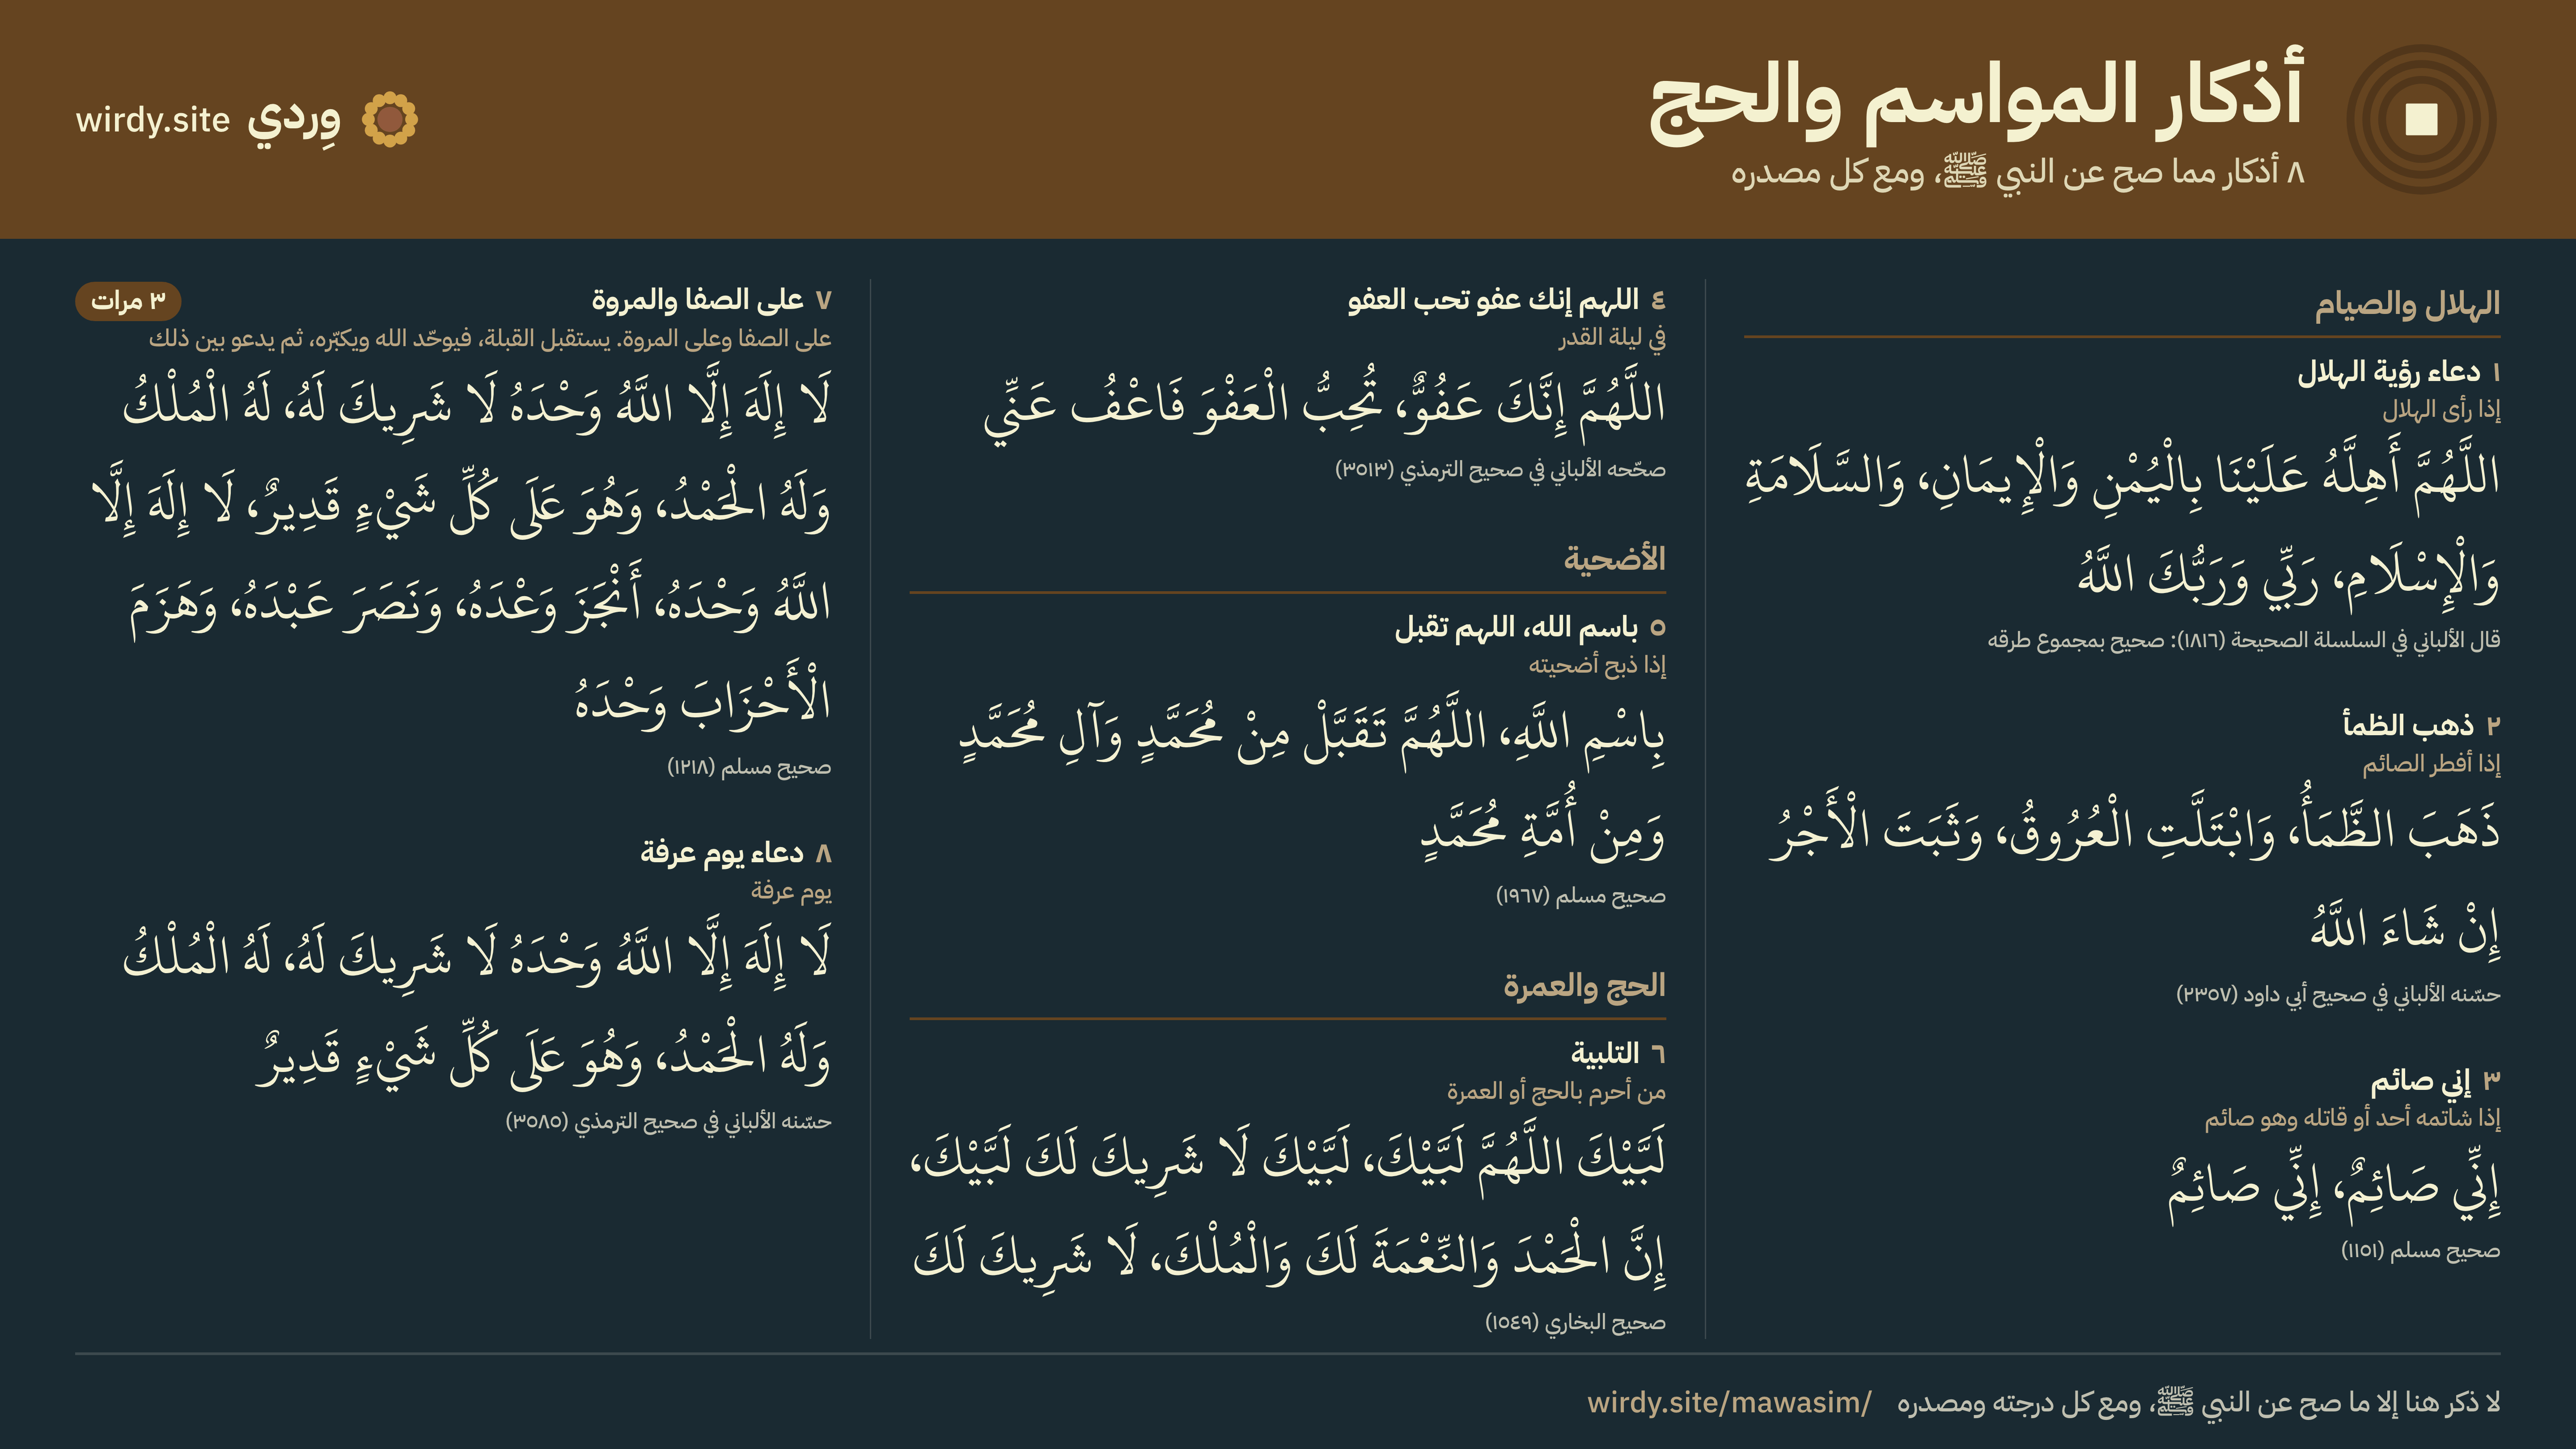 أذكار المواسم والحج
٨ أذكار مما صح عن النبي ﷺ، ومع كل مصدره
وِردي wirdy.site
الهلال والصيام
١ دعاء رؤية الهلال
إذا رأى الهلال
اللَّهُمَّ أَهِلَّهُ عَلَيْنَا بِالْيُمْنِ وَالْإِيمَانِ، وَالسَّلَامَةِ
وَالْإِسْلَامِ، رَبِّي وَرَبُّكَ اللَّهُ
قال الألباني في السلسلة الصحيحة (١٨١٦): صحيح بمجموع طرقه
٢ ذهب الظمأ
إذا أفطر الصائم
ذَهَبَ الظَّمَأُ، وَابْتَلَّتِ الْعُرُوقُ، وَثَبَتَ الْأَجْرُ
إِنْ شَاءَ اللَّهُ
حسّنه الألباني في صحيح أبي داود (٢٣٥٧)
٣ إني صائم
إذا شاتمه أحد أو قاتله وهو صائم
إِنِّي صَائِمٌ، إِنِّي صَائِمٌ
صحيح مسلم (١١٥١)
٤ اللهم إنك عفو تحب العفو
في ليلة القدر
اللَّهُمَّ إِنَّكَ عَفُوٌّ، تُحِبُّ الْعَفْوَ فَاعْفُ عَنِّي
صحّحه الألباني في صحيح الترمذي (٣٥١٣)
الأضحية
٥ باسم الله، اللهم تقبل
إذا ذبح أضحيته
بِاسْمِ اللَّهِ، اللَّهُمَّ تَقَبَّلْ مِنْ مُحَمَّدٍ وَآلِ مُحَمَّدٍ
وَمِنْ أُمَّةِ مُحَمَّدٍ
صحيح مسلم (١٩٦٧)
الحج والعمرة
٦ التلبية
من أحرم بالحج أو العمرة
لَبَّيْكَ اللَّهُمَّ لَبَّيْكَ، لَبَّيْكَ لَا شَرِيكَ لَكَ لَبَّيْكَ،
إِنَّ الْحَمْدَ وَالنِّعْمَةَ لَكَ وَالْمُلْكَ، لَا شَرِيكَ لَكَ
صحيح البخاري (١٥٤٩)
٧ على الصفا والمروة
٣ مرات
على الصفا وعلى المروة. يستقبل القبلة، فيوحّد الله ويكبّره، ثم يدعو بين ذلك
لَا إِلَهَ إِلَّا اللَّهُ وَحْدَهُ لَا شَرِيكَ لَهُ، لَهُ الْمُلْكُ
وَلَهُ الْحَمْدُ، وَهُوَ عَلَى كُلِّ شَيْءٍ قَدِيرٌ، لَا إِلَهَ إِلَّا
اللَّهُ وَحْدَهُ، أَنْجَزَ وَعْدَهُ، وَنَصَرَ عَبْدَهُ، وَهَزَمَ
الْأَحْزَابَ وَحْدَهُ
صحيح مسلم (١٢١٨)
٨ دعاء يوم عرفة
يوم عرفة
لَا إِلَهَ إِلَّا اللَّهُ وَحْدَهُ لَا شَرِيكَ لَهُ، لَهُ الْمُلْكُ
وَلَهُ الْحَمْدُ، وَهُوَ عَلَى كُلِّ شَيْءٍ قَدِيرٌ
حسّنه الألباني في صحيح الترمذي (٣٥٨٥)
لا ذكر هنا إلا ما صح عن النبي ﷺ، ومع كل درجته ومصدره wirdy.site/mawasim/